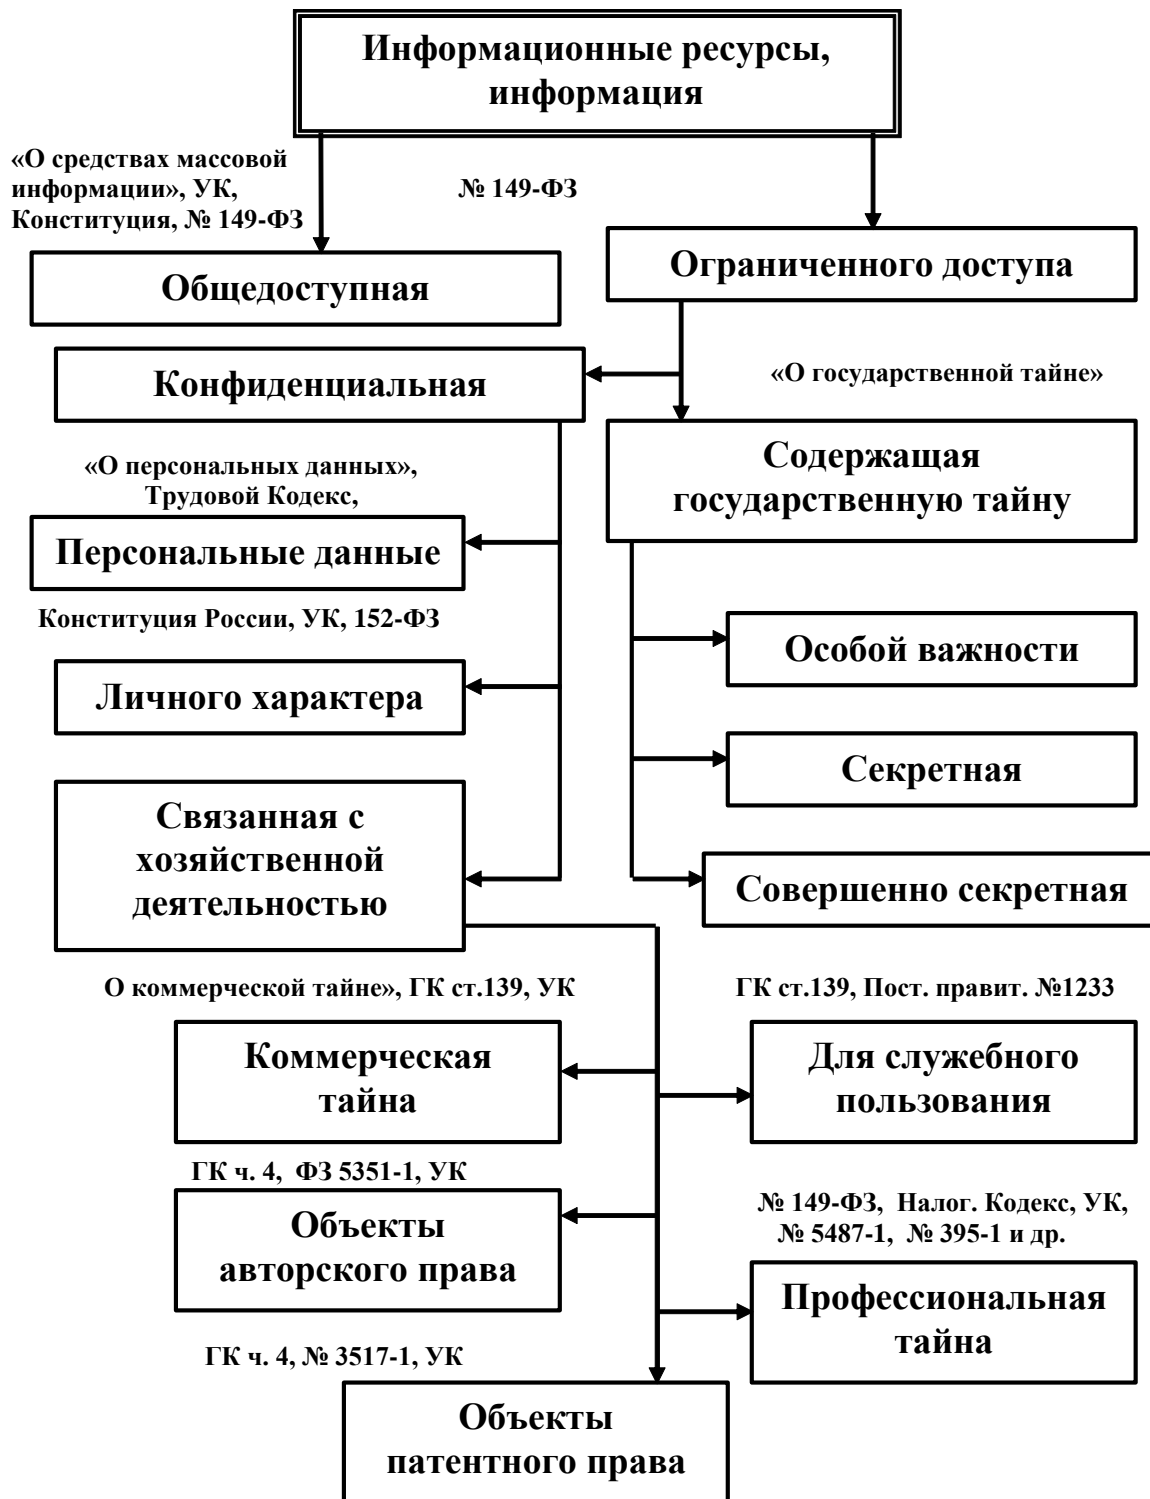 Информационные ресурсы,
информация
«О средствах массовой
информации», УК,
Конституция, № 149-ФЗ
№ 149-ФЗ
Общедоступная
Ограниченного доступа
Конфиденциальная
«О государственной тайне»
Содержащая
государственную тайну
«О персональных данных»,
Трудовой Кодекс,
Персональные данные
Конституция России, УК, 152-ФЗ
Особой важности
Личного характера
Секретная
Связанная с
хозяйственной
деятельностью
Совершенно секретная
О коммерческой тайне», ГК ст.139, УК
ГК ст.139, Пост. правит. №1233
Коммерческая
тайна
Для служебного
пользования
ГК ч. 4, ФЗ 5351-1, УК
Объекты
авторского права
№ 149-ФЗ, Налог. Кодекс, УК,
№ 5487-1, № 395-1 и др.
Профессиональная
тайна
ГК ч. 4, № 3517-1, УК
Объекты
патентного права